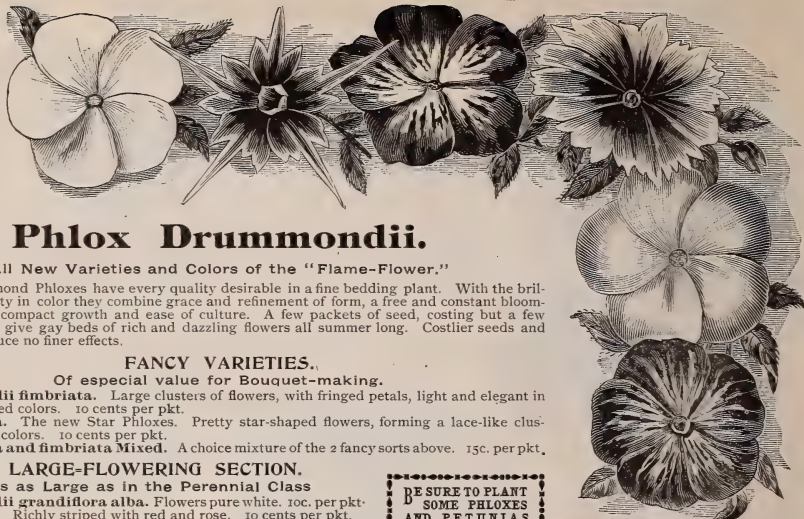 Phlox Drummondii.
ll New Varieties and Colors of the "Flame-Flower."
ond Phloxes have every quality desirable in a fine bedding plant. With the bril-
ty in color they combine grace and refinement of form, a free and constant bloom-
compact growth and ease of culture. A few packets of seed, costing but a few
give gay beds of rich and dazzling flowers all summer long. Costlier seeds and
uce no finer effects.
FANCY VARIETIES.
Of especial value for Bouquet-making.
lii fimbriata. Large clusters of flowers, with fringed petals, light and elegant in
ed colors. 10 cents per pkt.
The new Star Phloxes. Pretty star-shaped flowers, forming a lace-like clus-
colors. 10 cents per pkt.
a and fimbriata Mixed. A choice mixture of the 2 fancy sorts above. 15c. per pkt.
LARGE-FLOWERING SECTION.
s as Large as in the Perennial Class
lii grandiflora alba. Flowers pure white. 10c. per pkt.
Richly striped with red and rose. 10 cents per pkt.
BE SURE TO PLANT
SOME PHLOXES
AND PETUNIAS